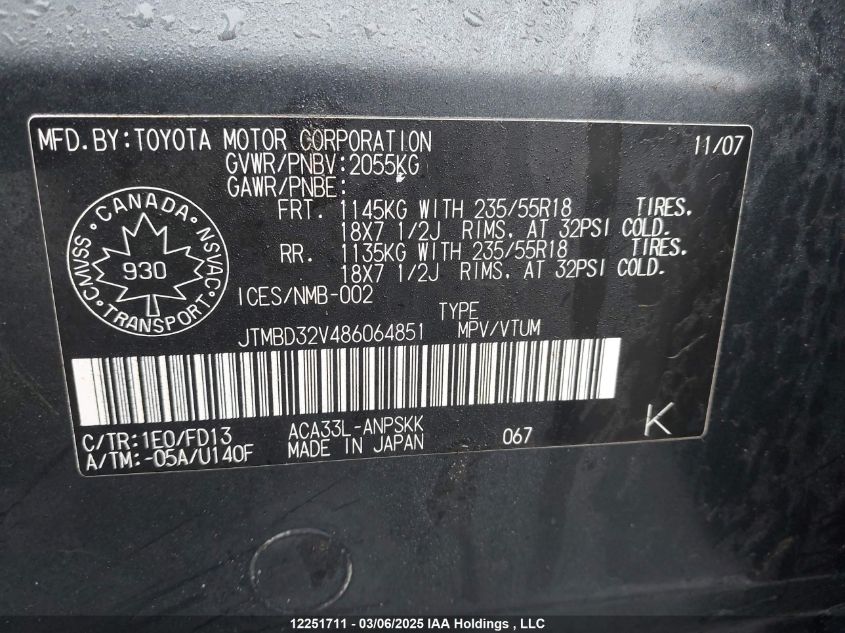 MFD.BY:TOYOTA MOTOR CORPORATION 11/07
GVWR/PNBV:2055KG
GAWR/PNBE:
FRT. 1145KG WITH 235/55R18 TIRES.
18X7 1/2J RIMS, AT 32PSI COLD.
RR. 1135KG WITH 235/55R18 TIRES.
18X7 1/2J RIMS, AT 32PSI COLD.
CANADA
CMVSS 930 NSVAC
TRANSPORT
ICES/NMB-002
TYPE
JTMBD32V486064851 MPV/VTUM
C/TR:1E0/FD13 ACA33L-ANPSKK
A/TM:-05A/U140F MADE IN JAPAN 067 K
12251711 - 03/06/2025 IAA Holdings , LLC